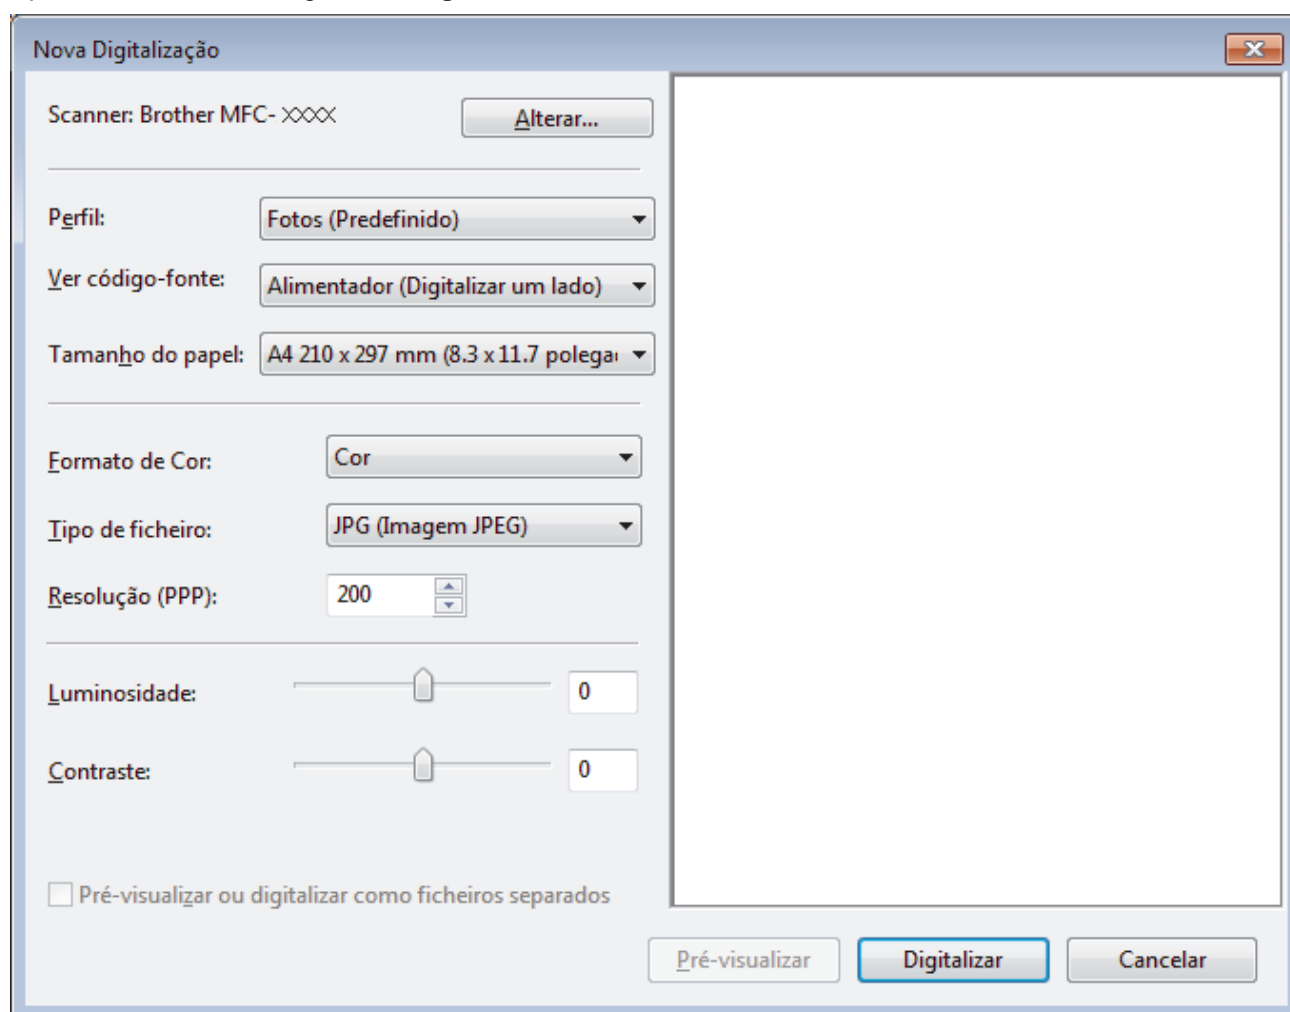 Nova Digitalização
Scanner: Brother MFC- XXXX
Alterar...
Perfil:
Fotos (Predefinido)
Ver código-fonte:
Alimentador (Digitalizar um lado)
Tamanho do papel:
A4 210 x 297 mm (8.3 x 11.7
Formato de Cor:
Cor
Tipo de ficheiro:
JPG (Imagem JPEG)
Resolução (PPP):
200
Luminosidade:
0
Contraste:
0
Pré-visualizar ou digitalizar como ficheiros separados
Pré-visualizar
Digitalizar
Cancelar